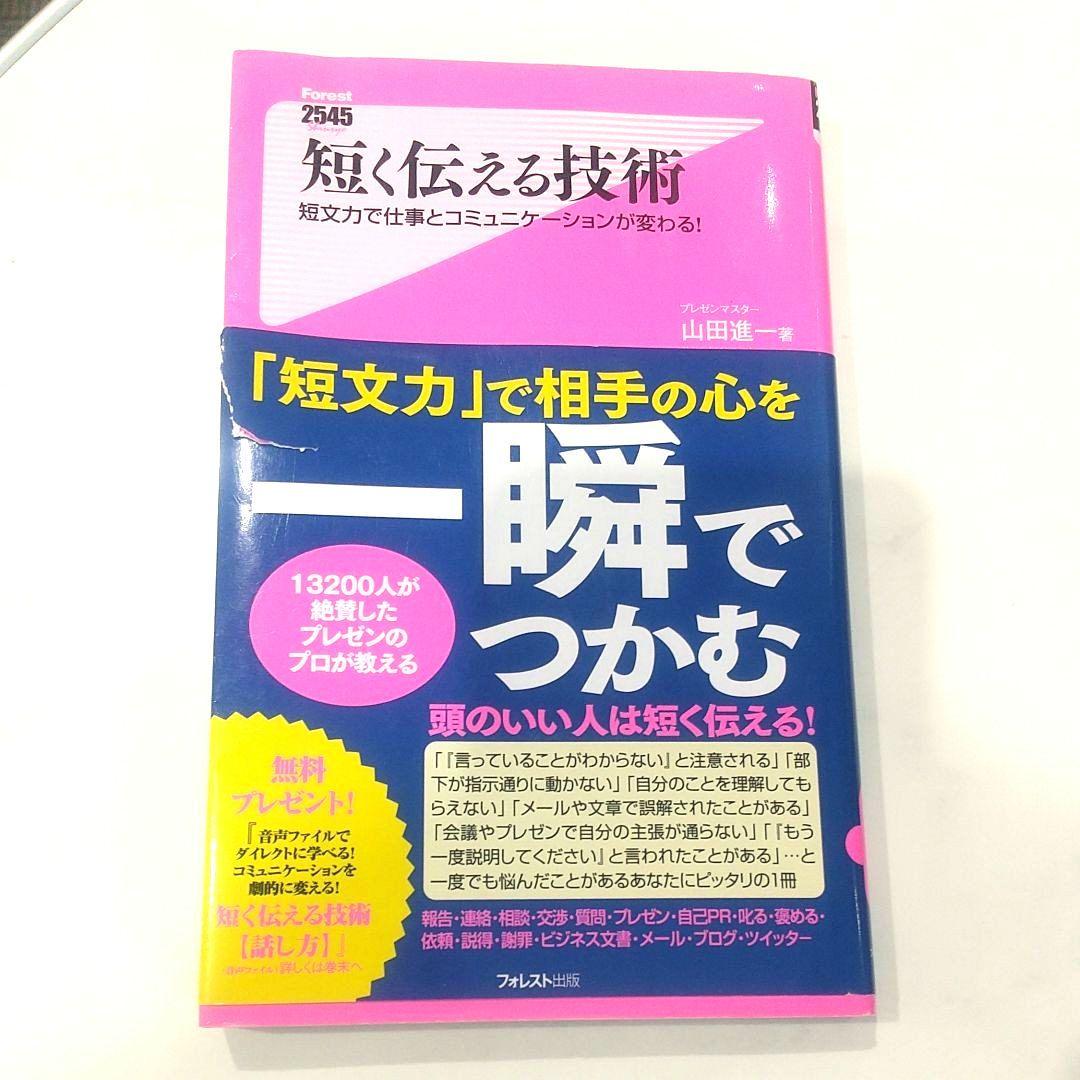 Forest
2545
Shinsyo
短く伝える技術
短文力で仕事とコミュニケーションが変わる!
プレゼンマスター
山田進一 著
「短文力」で相手の心を
一瞬で
つかむ
13200人が
絶賛した
プレゼンの
プロが教える
頭のいい人は短く伝える!
「『言っていることがわからない』と注意される」「部
下が指示通りに動かない」「自分のことを理解しても
らえない」「メールや文章で誤解されたことがある」
「会議やプレゼンで自分の主張が通らない」「『もう
一度説明してください』と言われたことがある」…と
一度でも悩んだことがあるあなたにピッタリの1冊
無料
プレゼント!
『音声ファイルで
ダイレクトに学べる!
コミュニケーションを
劇的に変える!
短く伝える技術
【話し方】』
(音声ファイル)詳しくは巻末へ
報告・連絡・相談・交渉・質問・プレゼン・自己PR・叱る・褒める・
依頼・説得・謝罪・ビジネス文書・メール・ブログ・ツイッター
フォレスト出版